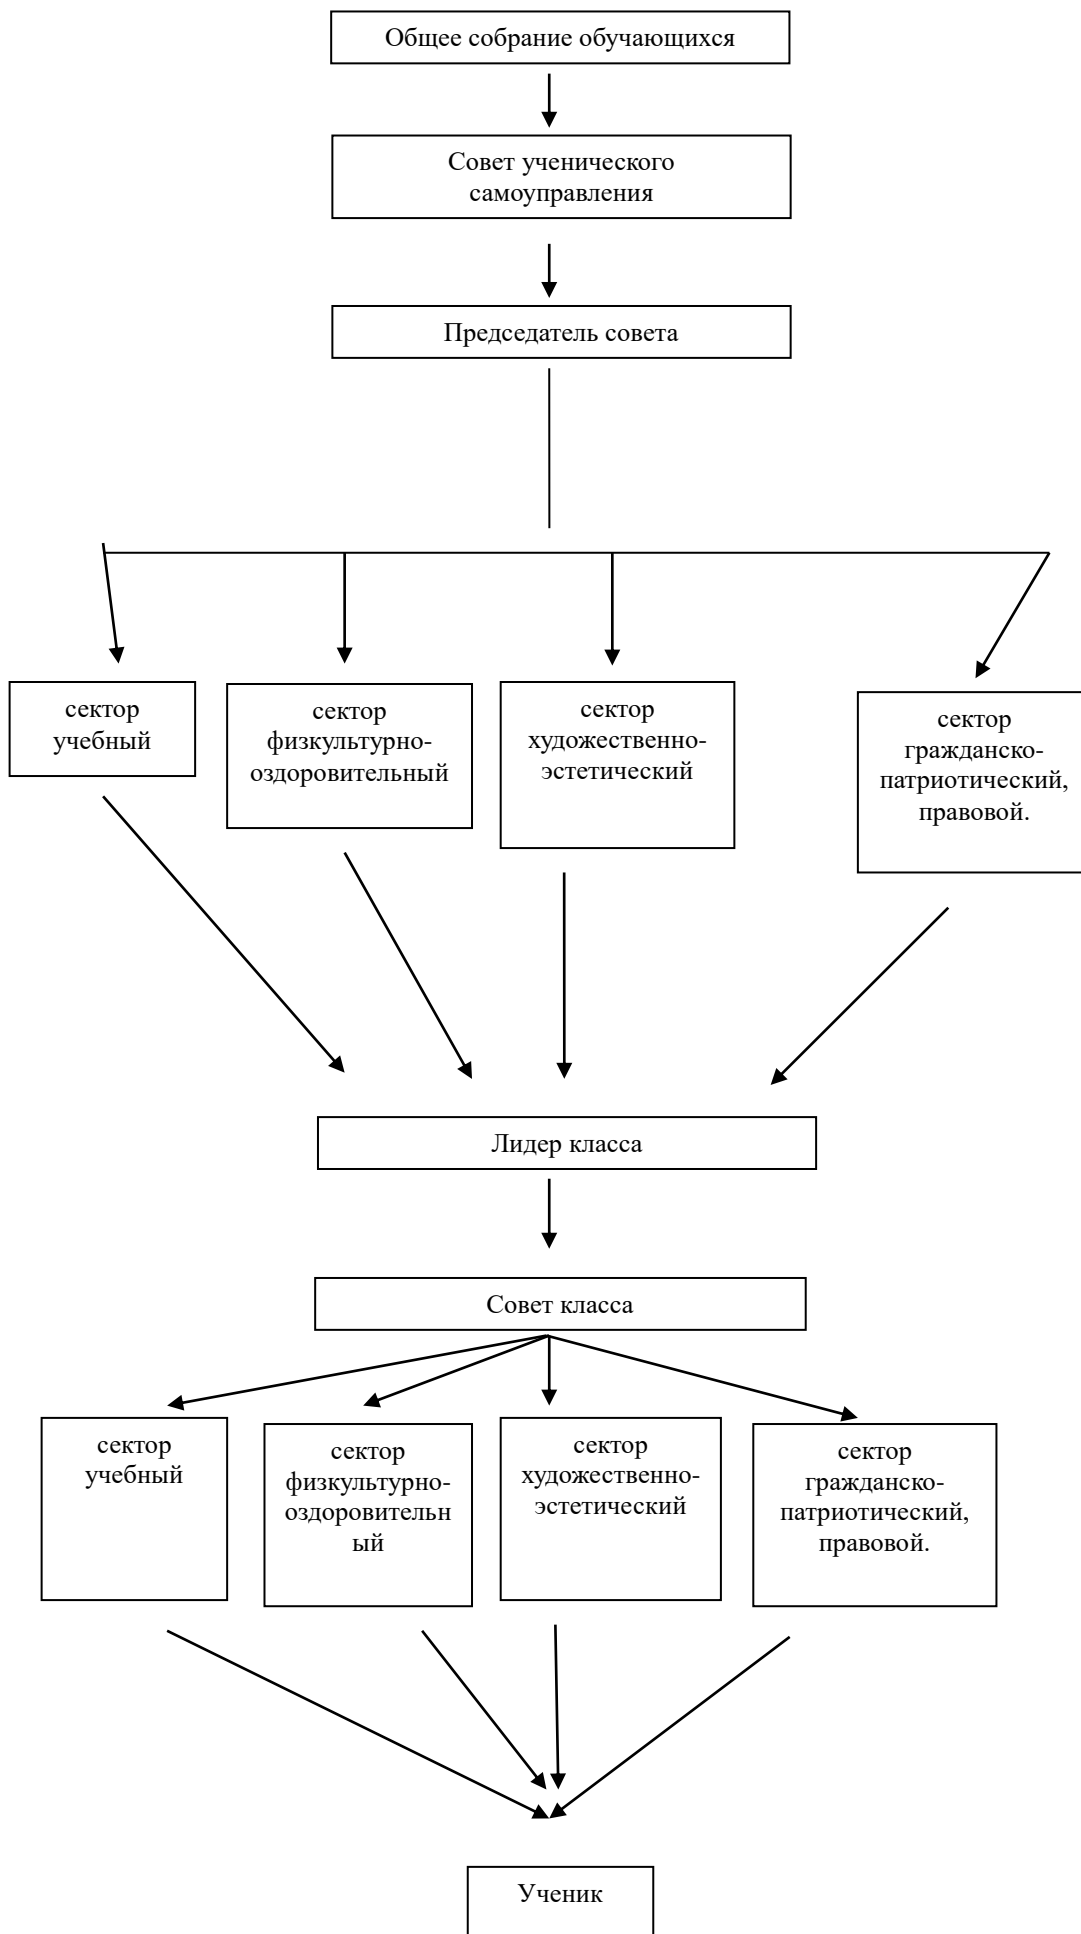 Общее собрание обучающихся
Совет ученического
самоуправления
Председатель совета
сектор
учебный
сектор
физкультурно-
оздоровительный
сектор
художественно-
эстетический
сектор
гражданско-
патриотический,
правовой.
Лидер класса
Совет класса
сектор
учебный
сектор
физкультурно-
оздоровительн
ый
сектор
художественно-
эстетический
сектор
гражданско-
патриотический,
правовой.
Ученик